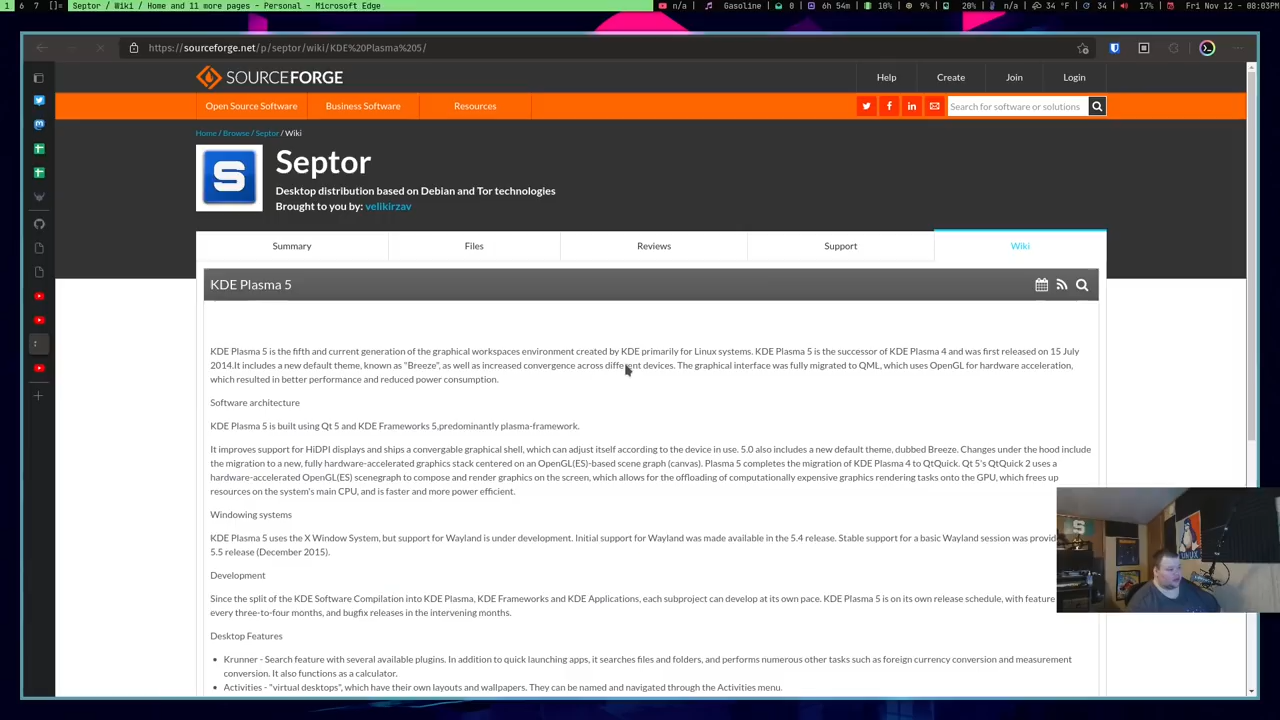 1 6 7 []= Septor / Wiki / Home and 11 more pages - Personal - Microsoft Edge n/a Gasoline 0 6h 54m 10% 9% 20% n/a 34 °F 34 17% Fri Nov 12 - 08:03PM
https://sourceforge.net/p/septor/wiki/KDE%20Plasma%205/
SOURCEFORGE Help Create Join Login
Open Source Software Business Software Resources Search for software or solutions
Home / Browse / Septor / Wiki
S Septor
Desktop distribution based on Debian and Tor technologies
Brought to you by: velikirzav
Summary Files Reviews Support Wiki
KDE Plasma 5
KDE Plasma 5 is the fifth and current generation of the graphical workspaces environment created by KDE primarily for Linux systems. KDE Plasma 5 is the successor of KDE Plasma 4 and was first released on 15 July
2014.It includes a new default theme, known as "Breeze", as well as increased convergence across different devices. The graphical interface was fully migrated to QML, which uses OpenGL for hardware acceleration,
which resulted in better performance and reduced power consumption.
Software architecture
KDE Plasma 5 is built using Qt 5 and KDE Frameworks 5,predominantly plasma-framework.
It improves support for HiDPI displays and ships a convergable graphical shell, which can adjust itself according to the device in use. 5.0 also includes a new default theme, dubbed Breeze. Changes under the hood include
the migration to a new, fully hardware-accelerated graphics stack centered on an OpenGL(ES)-based scene graph (canvas). Plasma 5 completes the migration of KDE Plasma 4 to QtQuick. Qt 5's QtQuick 2 uses a
hardware-accelerated OpenGL(ES) scenegraph to compose and render graphics on the screen, which allows for the offloading of computationally expensive graphics rendering tasks onto the GPU, which frees up
resources on the system's main CPU, and is faster and more power efficient.
Windowing systems
KDE Plasma 5 uses the X Window System, but support for Wayland is under development. Initial support for Wayland was made available in the 5.4 release. Stable support for a basic Wayland session was provid
5.5 release (December 2015).
Development
Since the split of the KDE Software Compilation into KDE Plasma, KDE Frameworks and KDE Applications, each subproject can develop at its own pace. KDE Plasma 5 is on its own release schedule, with feature
every three-to-four months, and bugfix releases in the intervening months.
Desktop Features
Krunner - Search feature with several available plugins. In addition to quick launching apps, it searches files and folders, and performs numerous other tasks such as foreign currency conversion and measurement
conversion. It also functions as a calculator.
Activities - "virtual desktops", which have their own layouts and wallpapers. They can be named and navigated through the Activities menu.